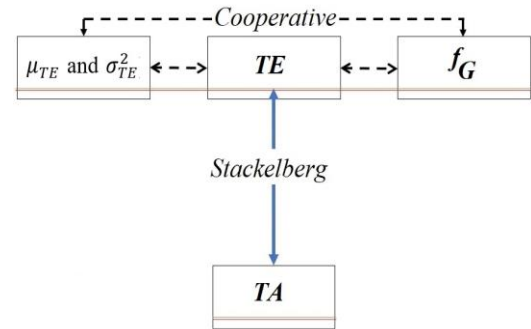 Cooperative
μ_TE and σ²_TE
TE
f_G
Stackelberg
TA